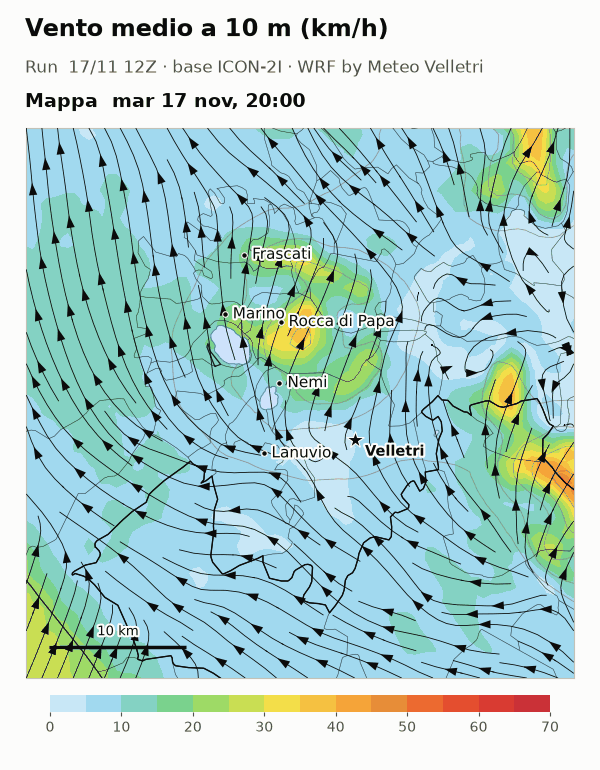 Vento medio a 10 m (km/h)
Run  17/11 12Z · base ICON-2I · WRF by Meteo Velletri
Mappa  mar 17 nov, 20:00
Frascati
Marino
Rocca di Papa
Nemi
Velletri
Lanuvio
10 km
0 10 20 30 40 50 60 70